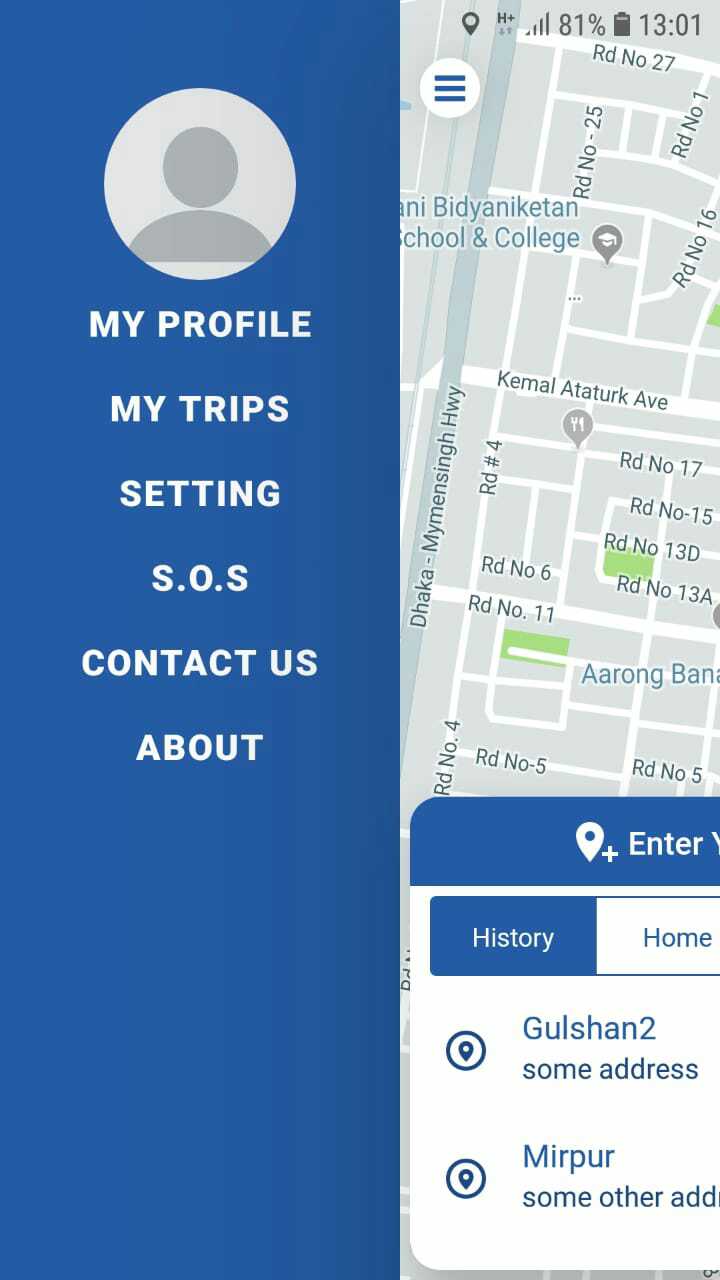 H+ 81% 13:01
MY PROFILE
MY TRIPS
SETTING
S.O.S
CONTACT US
ABOUT
Rd No 27
Rd No 1
Rd No - 25
ani Bidyaniketan
School & College
Rd No 16
...
Kemal Ataturk Ave
Dhaka - Mymensingh Hwy
Rd # 4
Rd No 17
Rd No-15
Rd No 13D
Rd No 6
Rd No 13A
Rd No. 11
Aarong Bana
Rd No. 4
Rd No-5
Rd No 5
Enter Y
History
Home
Gulshan2
some address
Mirpur
some other addr